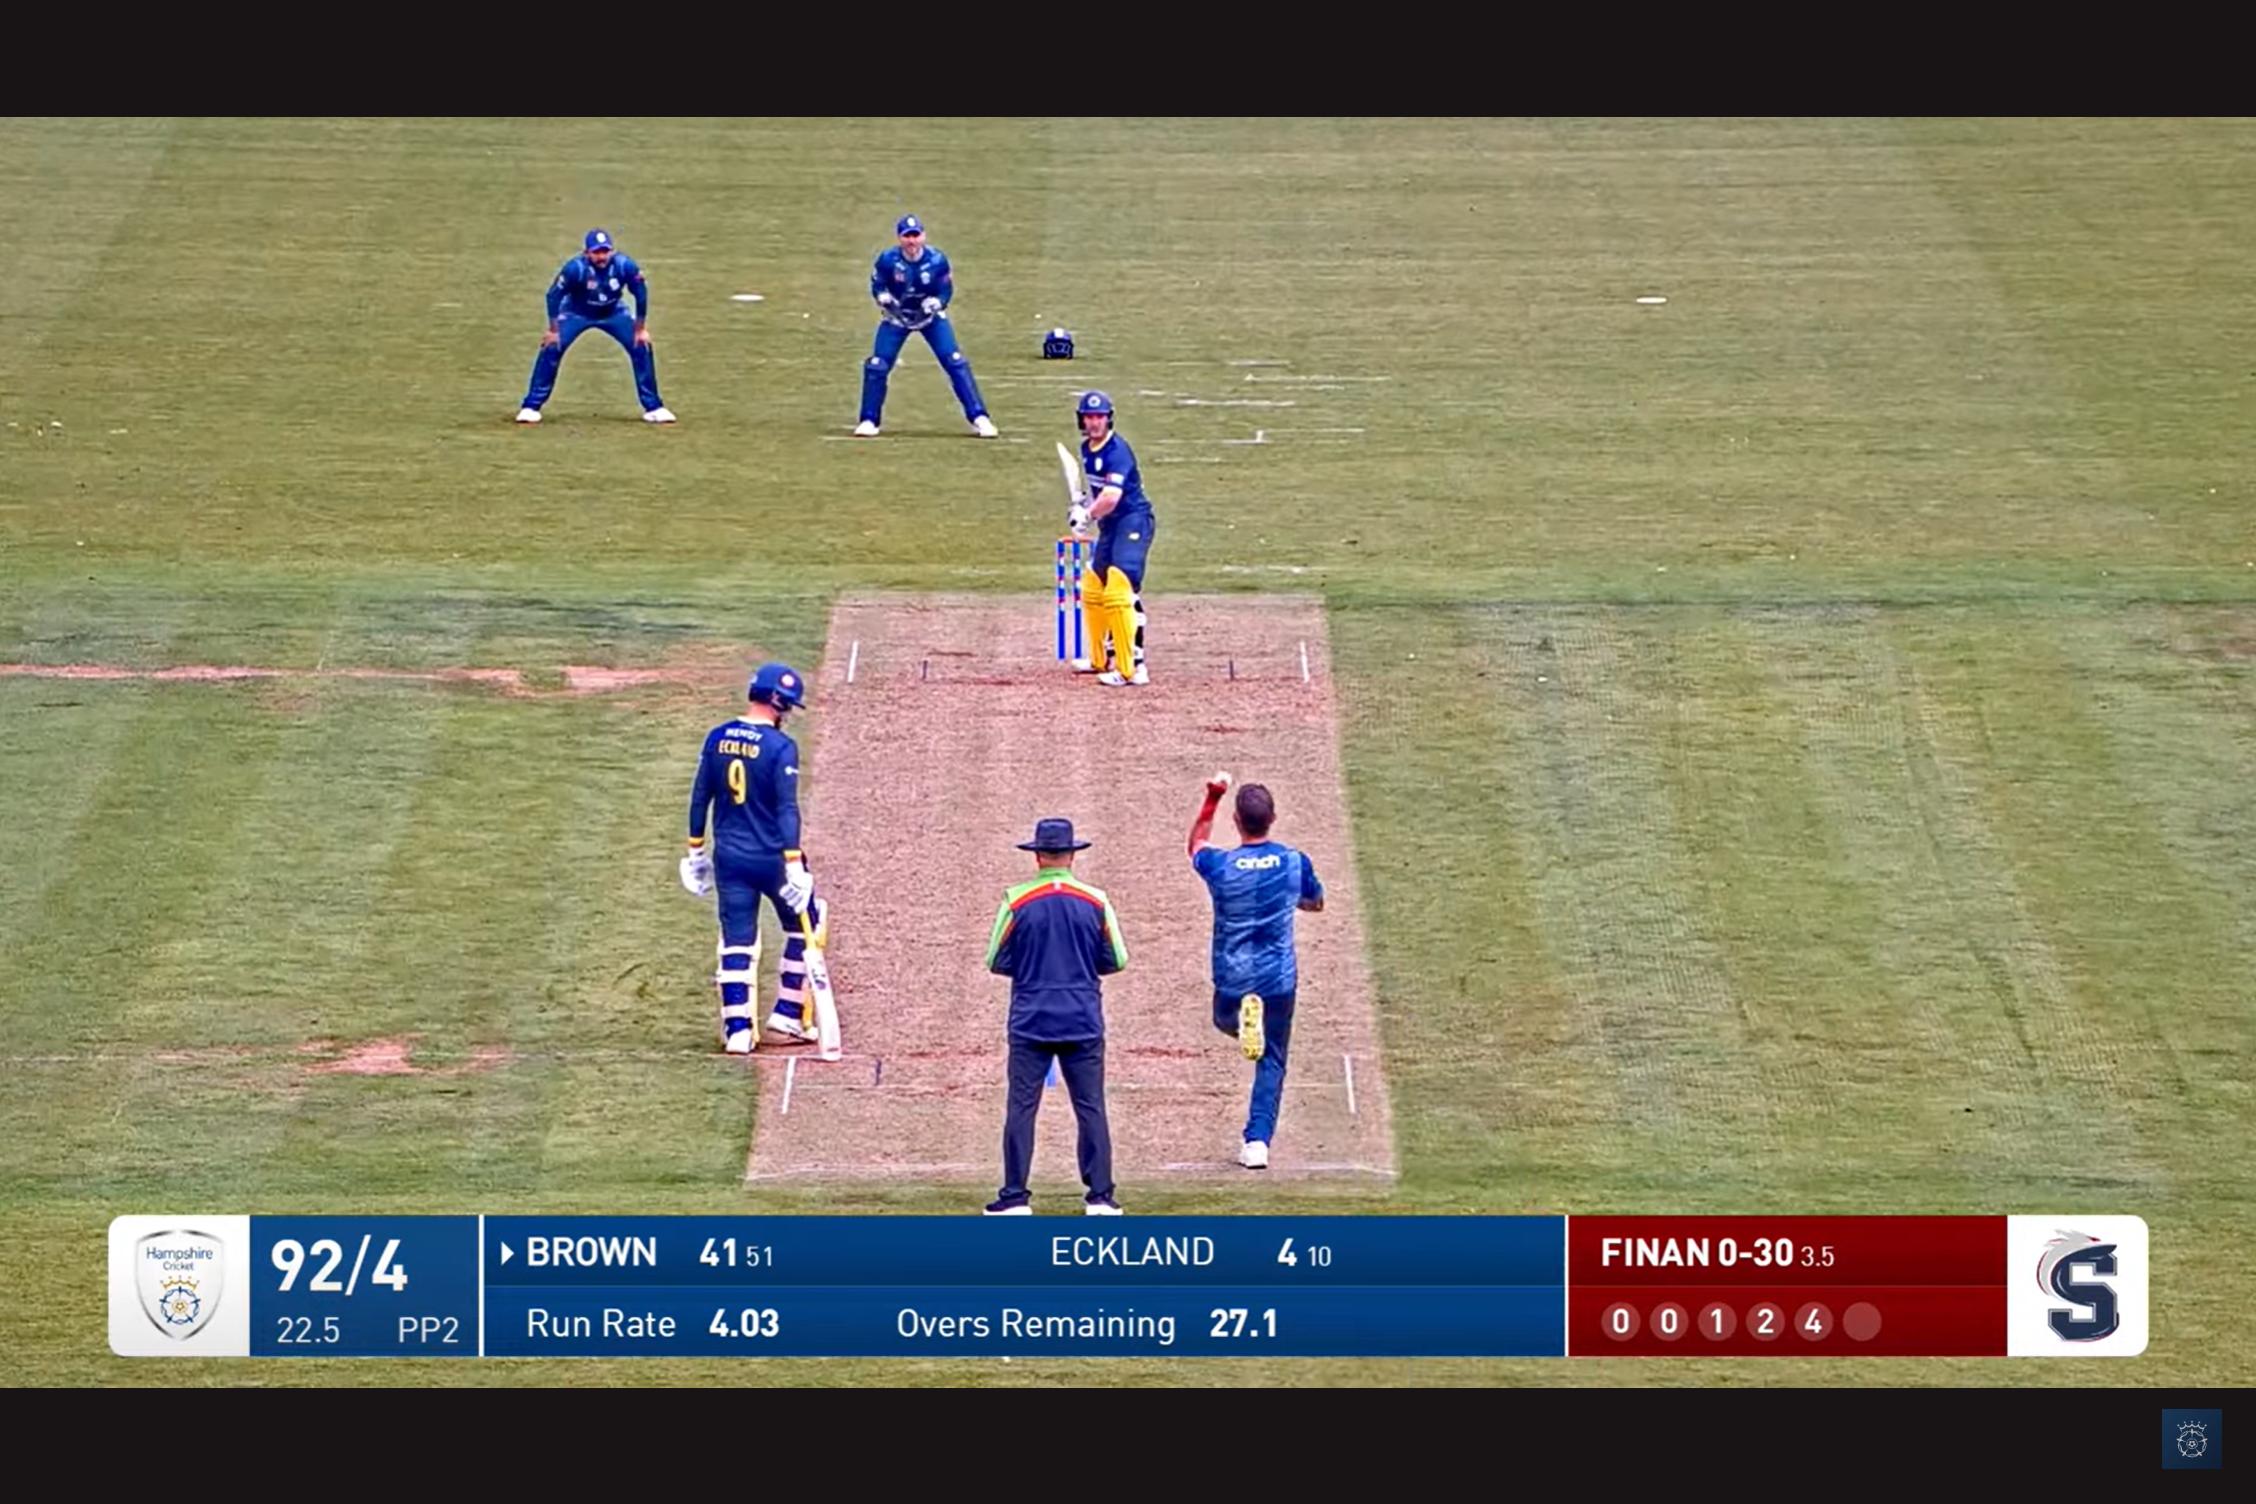 MENDY
ECKLAND
9
cinch
Hampshire
Cricket
92/4
22.5 PP2
BROWN 41 51 ECKLAND 4 10
Run Rate 4.03 Overs Remaining 27.1
FINAN 0-30 3.5
0 0 1 2 4
S